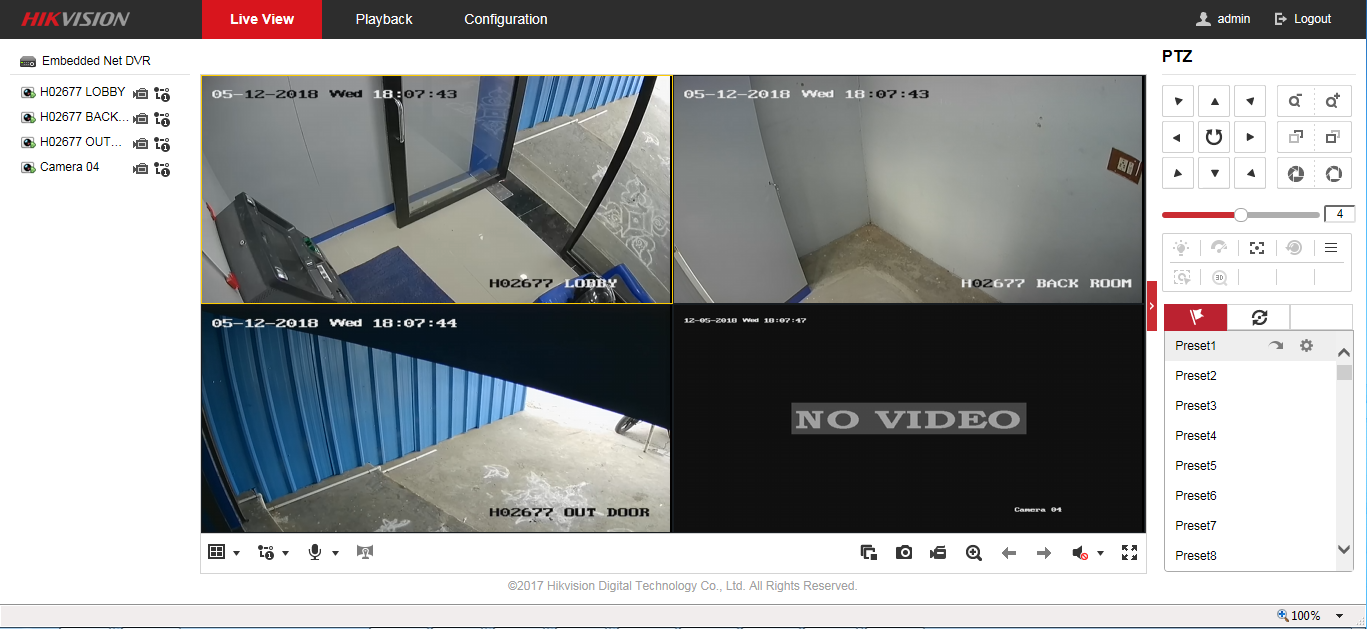 HIKVISION Live View Playback Configuration admin Logout
Embedded Net DVR
H02677 LOBBY
H02677 BACK...
H02677 OUT...
Camera 04
05-12-2018 Wed 18:07:43
H02677 LOBBY
05-12-2018 Wed 18:07:43
H02677 BACK ROOM
05-12-2018 Wed 18:07:44
H02677 OUT DOOR
12-05-2018 Wed 18:07:47
NO VIDEO
Camera 04
PTZ
4
3D
Preset1
Preset2
Preset3
Preset4
Preset5
Preset6
Preset7
Preset8
©2017 Hikvision Digital Technology Co., Ltd. All Rights Reserved.
100%